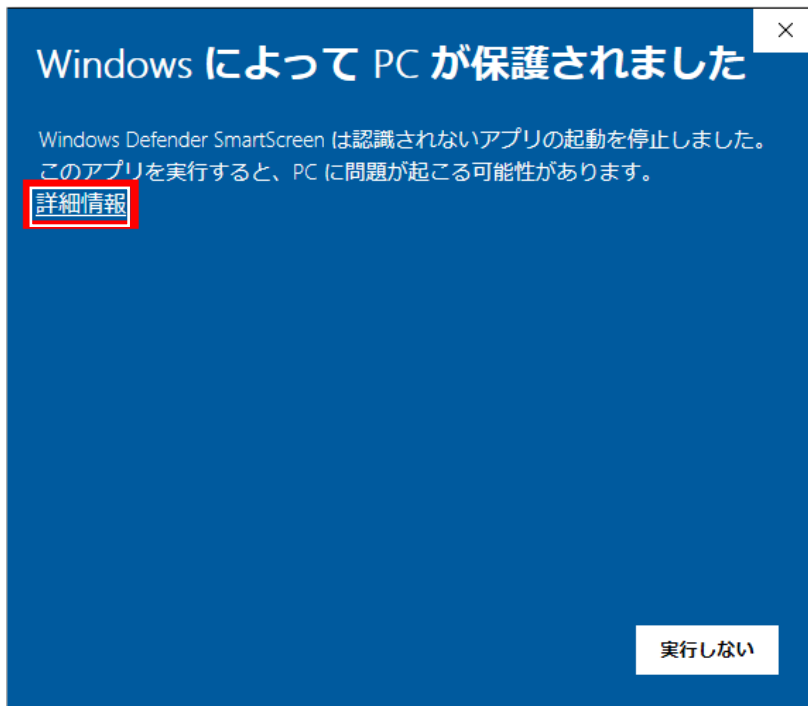 Windows によって PC が保護されました
Windows Defender SmartScreen は認識されないアプリの起動を停止しました。
このアプリを実行すると、PC に問題が起こる可能性があります。
詳細情報
実行しない